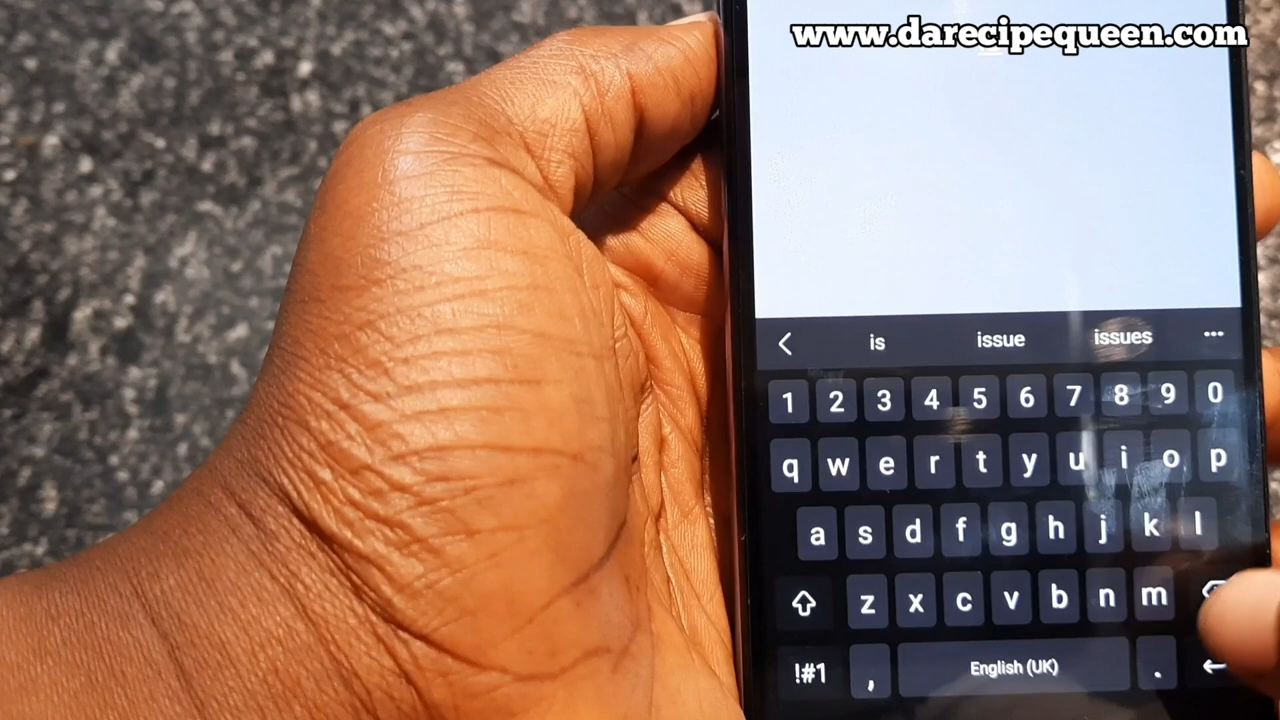 www.darecipequeen.com
is issue issues ...
1 2 3 4 5 6 7 8 9 0
q w e r t y u i o p
a s d f g h j k l
z x c v b n m
!#1 , English (UK) .